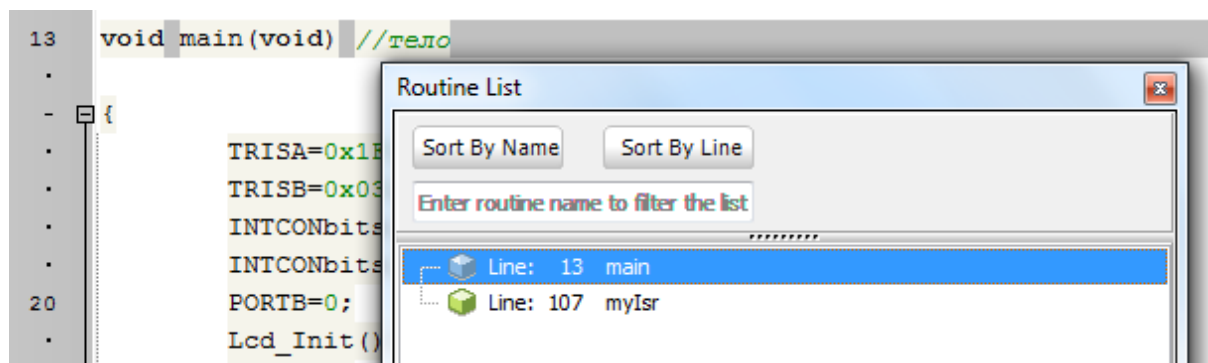 13 void main(void) //тело
Routine List
{
Sort By Name Sort By Line
TRISA=0x1
TRISB=0x03
Enter routine name to filter the list
INTCONbits
INTCONbits
Line: 13 main
20 PORTB=0;
Line: 107 myIsr
Lcd_Init()